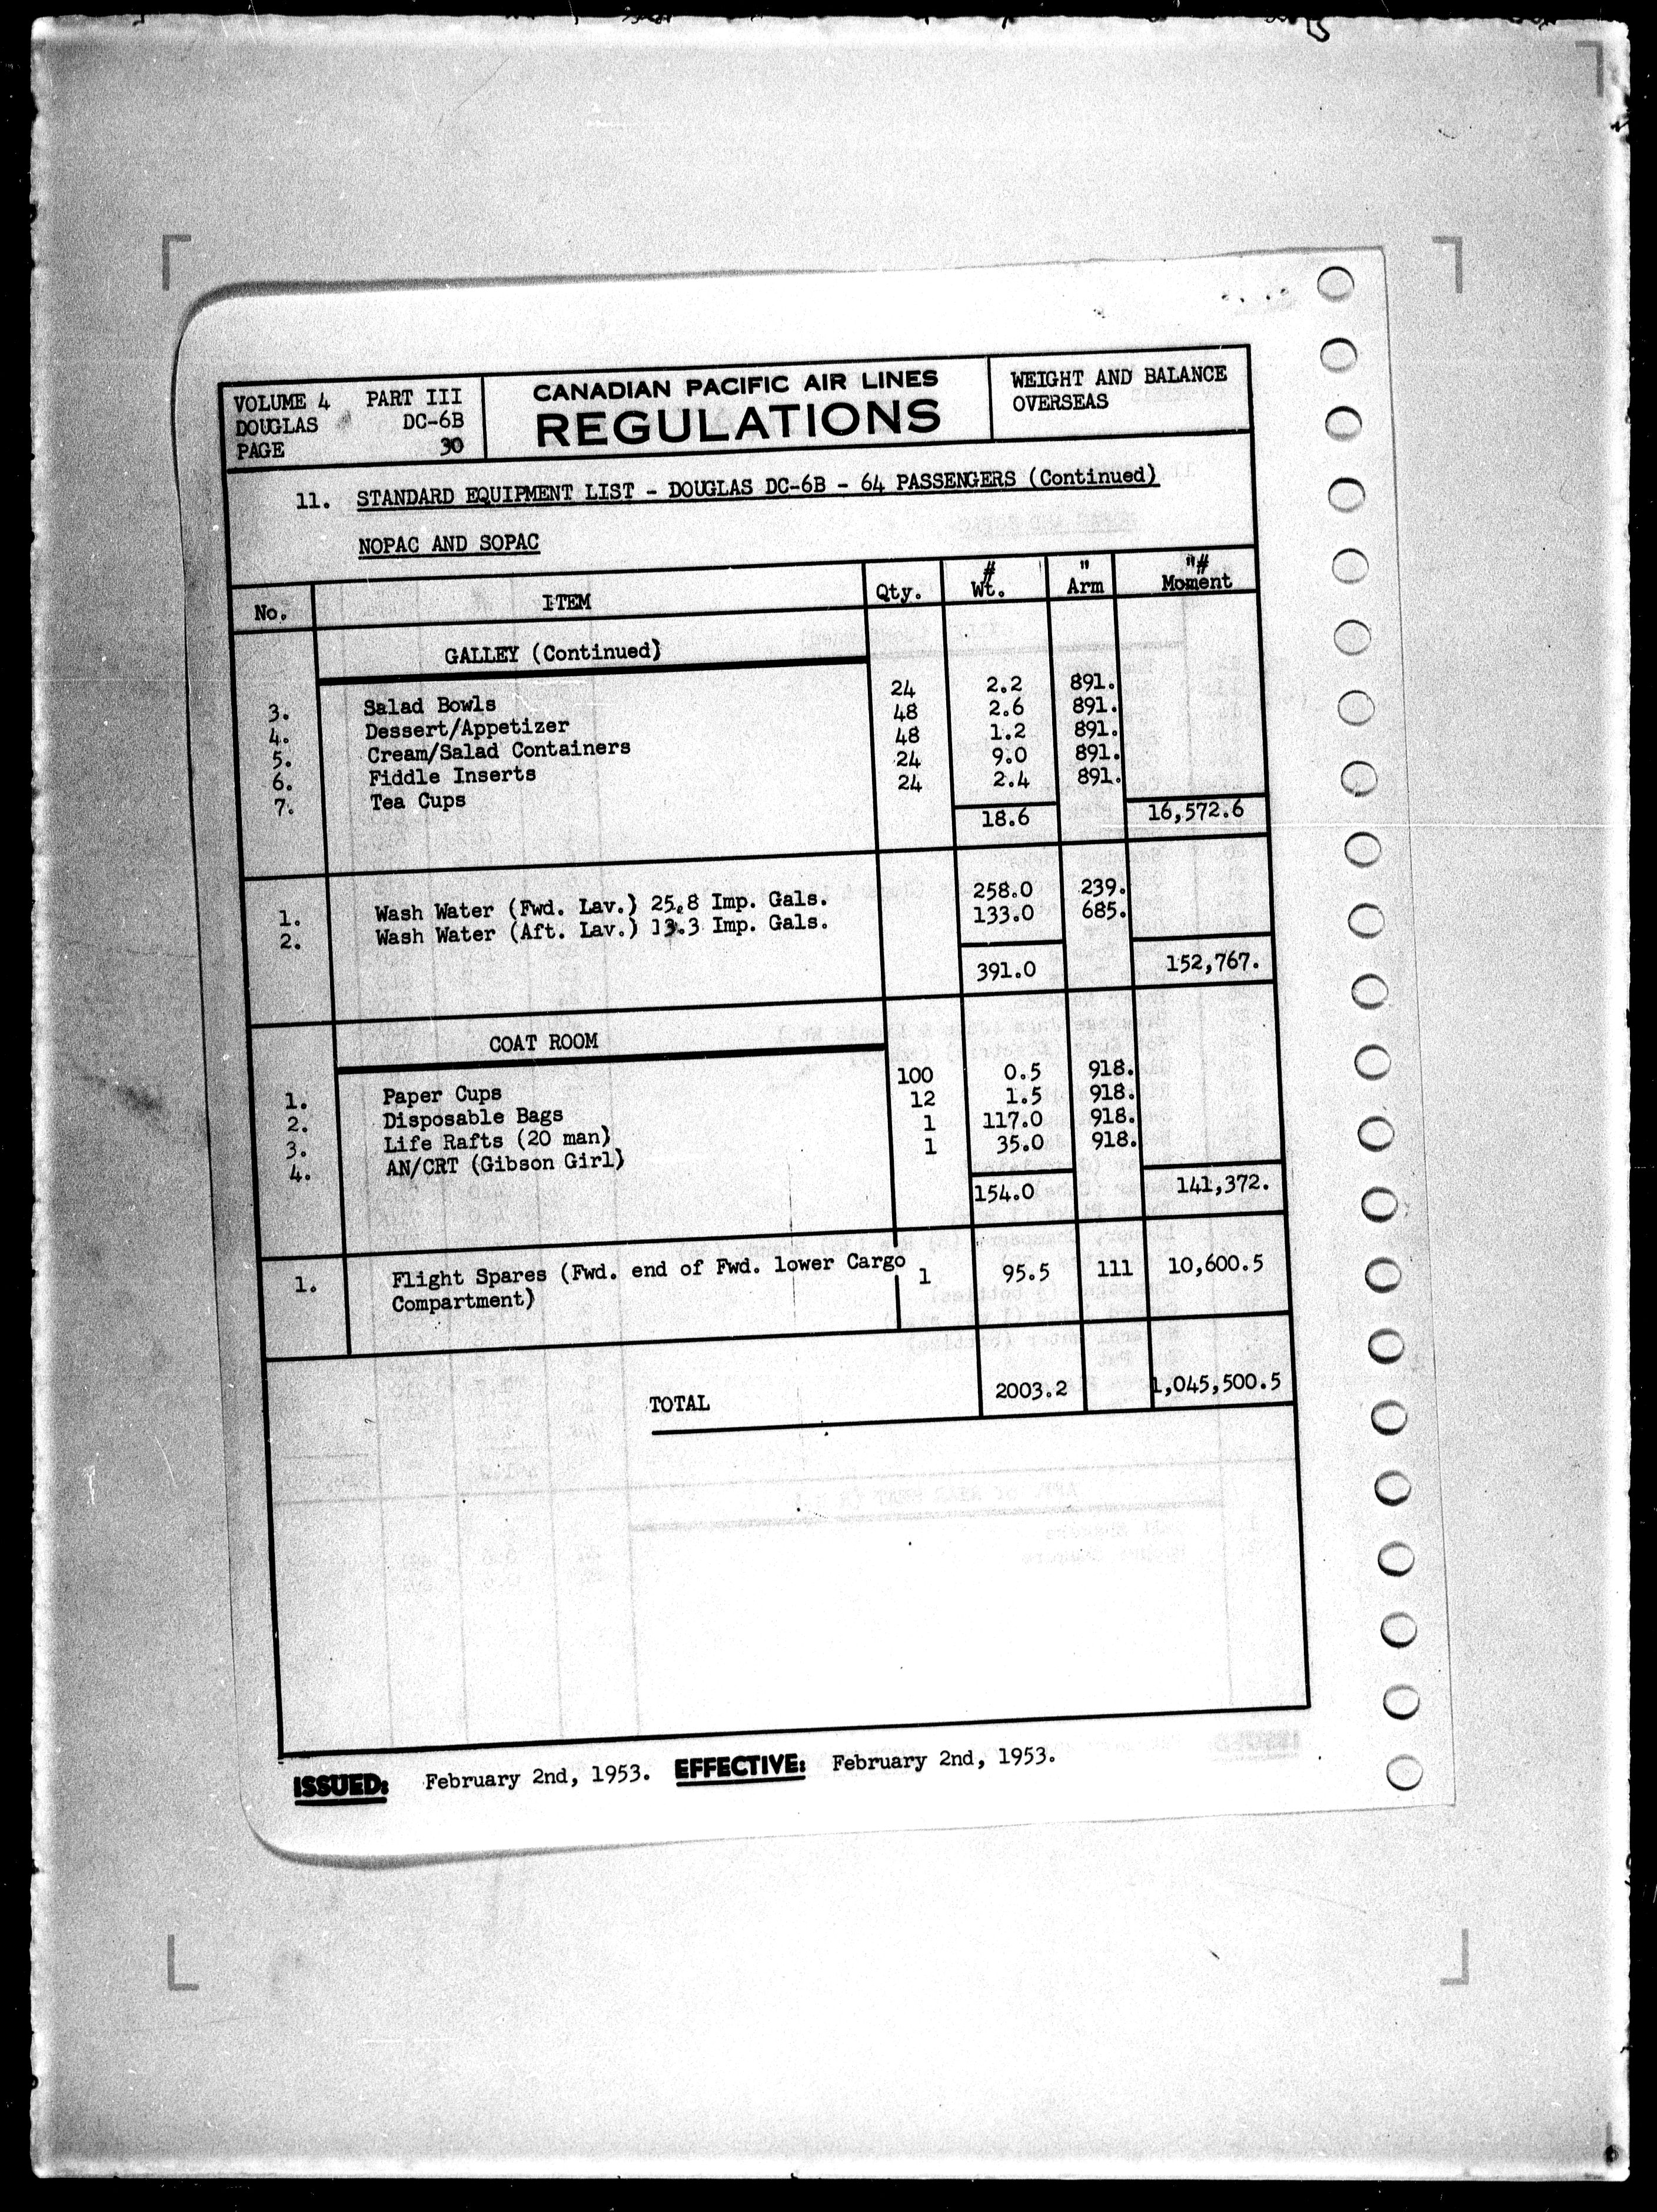 VOLUME 4 PART III
DOUGLAS DC-6B
PAGE 30
CANADIAN PACIFIC AIR LINES
REGULATIONS
WEIGHT AND BALANCE
OVERSEAS
11. STANDARD EQUIPMENT LIST - DOUGLAS DC-6B - 64 PASSENGERS (Continued)
NOPAC AND SOPAC
No. ITEM Qty. # Wt. " Arm "# Moment
GALLEY (Continued)
3. Salad Bowls 24 2.2 891.
4. Dessert/Appetizer 48 2.6 891.
5. Cream/Salad Containers 48 1.2 891.
6. Fiddle Inserts 24 9.0 891.
7. Tea Cups 24 2.4 891.
18.6 16,572.6
1. Wash Water (Fwd. Lav.) 25.8 Imp. Gals. 258.0 239.
2. Wash Water (Aft. Lav.) 13.3 Imp. Gals. 133.0 685.
391.0 152,767.
COAT ROOM
1. Paper Cups 100 0.5 918.
2. Disposable Bags 12 1.5 918.
3. Life Rafts (20 man) 1 117.0 918.
4. AN/CRT (Gibson Girl) 1 35.0 918.
154.0 141,372.
1. Flight Spares (Fwd. end of Fwd. lower Cargo 1 95.5 111 10,600.5
Compartment)
TOTAL 2003.2 1,045,500.5
ISSUED: February 2nd, 1953. EFFECTIVE: February 2nd, 1953.